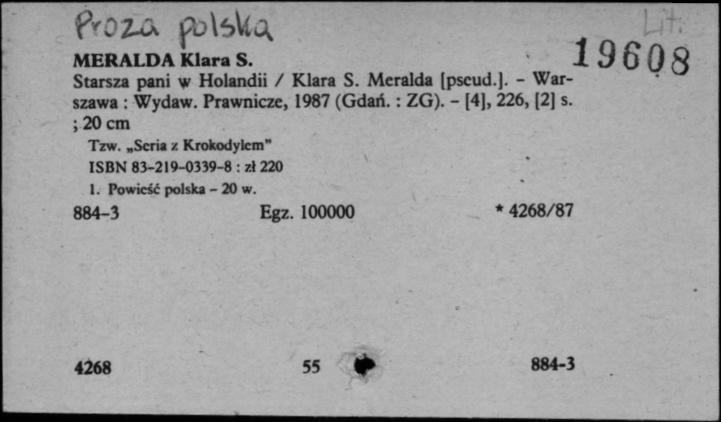 Proza polska
Lit.
19608
MERALDA Klara S.
Starsza pani w Holandii / Klara S. Meralda [pseud.]. – War-
szawa : Wydaw. Prawnicze, 1987 (Gdań. : ZG). – [4], 226, [2] s.
; 20 cm
Tzw. „Seria z Krokodylem”
ISBN 83-219-0339-8 : zł 220
1. Powieść polska – 20 w.
884-3 Egz. 100000 * 4268/87
4268 55 884-3